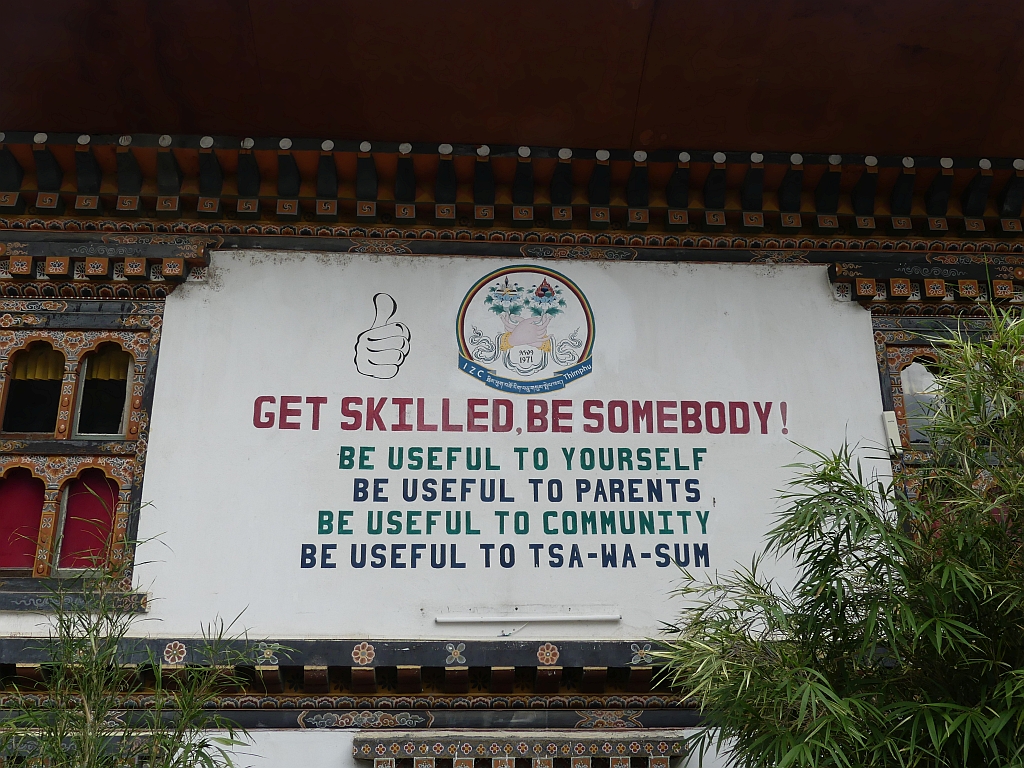 ༡༩༧༡
1971
IZC Thimphu
GET SKILLED, BE SOMEBODY!
BE USEFUL TO YOURSELF
BE USEFUL TO PARENTS
BE USEFUL TO COMMUNITY
BE USEFUL TO TSA-WA-SUM